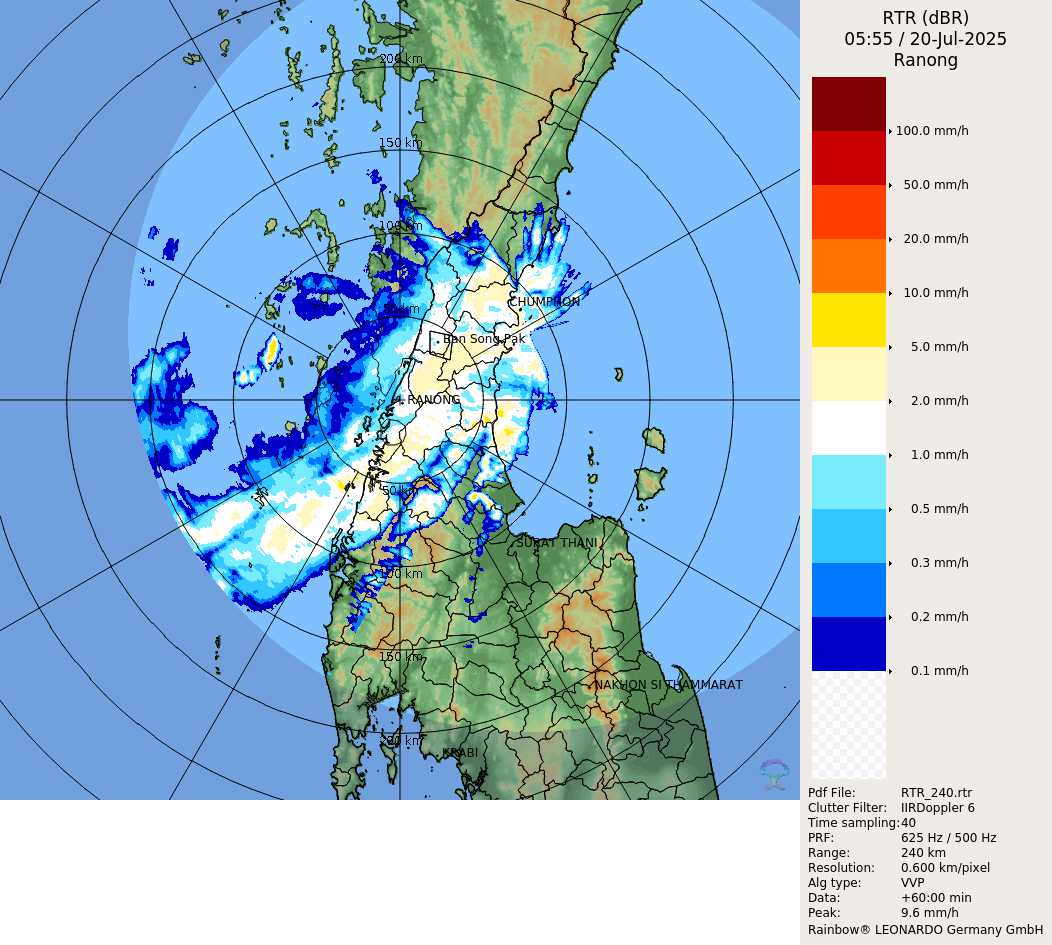 RTR (dBR)
05:55 / 20-Jul-2025
Ranong
200 km
150 km
100 km
50 km
CHUMPHON
Ban Song Pak
RANONG
50 km
SURAT THANI
100 km
150 km
NAKHON SI THAMMARAT
200 km
KRABI
100.0 mm/h
50.0 mm/h
20.0 mm/h
10.0 mm/h
5.0 mm/h
2.0 mm/h
1.0 mm/h
0.5 mm/h
0.3 mm/h
0.2 mm/h
0.1 mm/h
Pdf File: RTR_240.rtr
Clutter Filter: IIRDoppler 6
Time sampling:40
PRF: 625 Hz / 500 Hz
Range: 240 km
Resolution: 0.600 km/pixel
Alg type: VVP
Data: +60:00 min
Peak: 9.6 mm/h
Rainbow® LEONARDO Germany GmbH